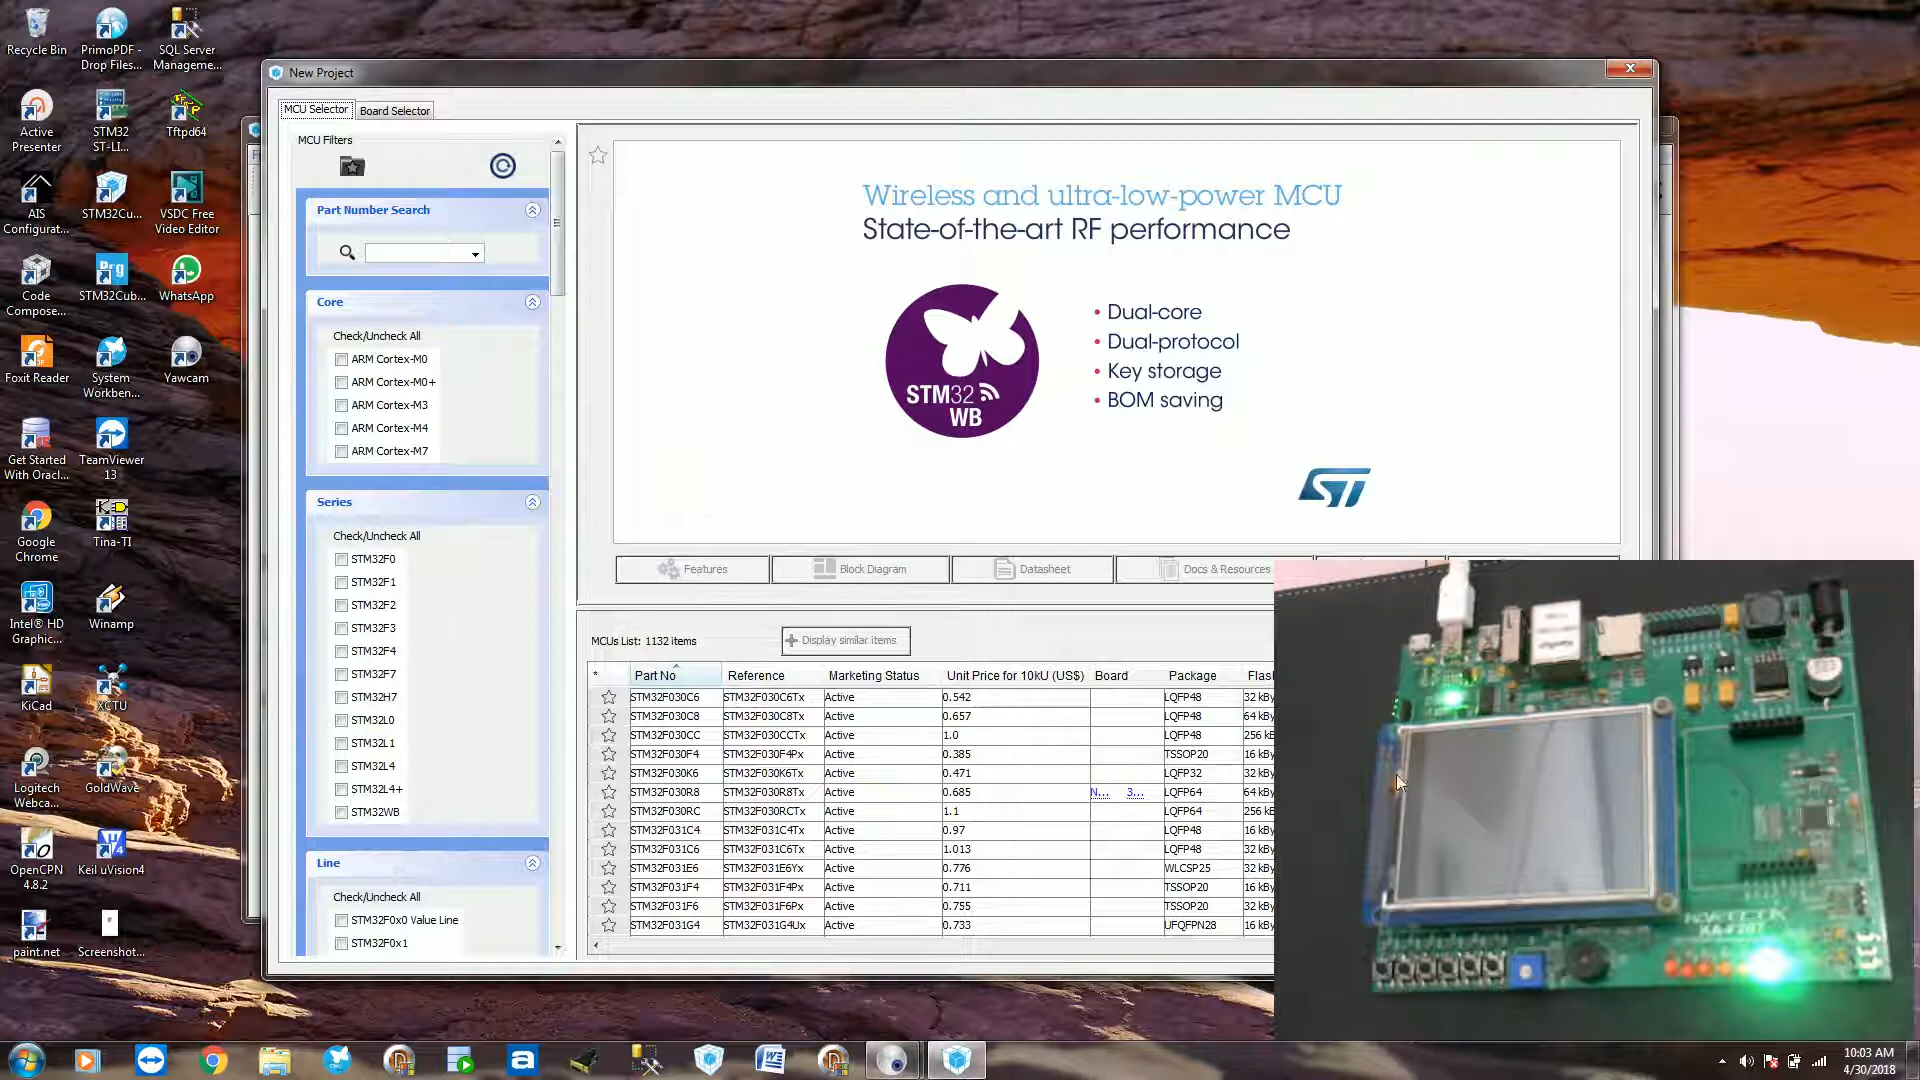 Recycle Bin
PrimoPDF -
Drop Files...
SQL Server
Manageme...
Active
Presenter
STM32
ST-LI...
Tftpd64
AIS
Configurat...
STM32Cu...
VSDC Free
Video Editor
Code
Compose...
STM32Cub...
WhatsApp
Foxit Reader
System
Workben...
Yawcam
Get Started
With Oracl...
TeamViewer
13
Google
Chrome
Tina-TI
Intel® HD
Graphic...
Winamp
KiCad
XCTU
Logitech
Webca...
GoldWave
OpenCPN
4.8.2
Keil uVision4
paint.net
Screenshot...
New Project
MCU Selector
Board Selector
MCU Filters
Part Number Search
Core
Check/Uncheck All
ARM Cortex-M0
ARM Cortex-M0+
ARM Cortex-M3
ARM Cortex-M4
ARM Cortex-M7
Series
Check/Uncheck All
STM32F0
STM32F1
STM32F2
STM32F3
STM32F4
STM32F7
STM32H7
STM32L0
STM32L1
STM32L4
STM32L4+
STM32WB
Line
Check/Uncheck All
STM32F0x0 Value Line
STM32F0x1
Wireless and ultra-low-power MCU
State-of-the-art RF performance
STM32
WB
• Dual-core
• Dual-protocol
• Key storage
• BOM saving
ST
Features
Block Diagram
Datasheet
Docs & Resources
MCUs List: 1132 items
Display similar items
* Part No Reference Marketing Status Unit Price for 10kU (US$) Board Package Flas
STM32F030C6 STM32F030C6Tx Active 0.542 LQFP48 32 kBy
STM32F030C8 STM32F030C8Tx Active 0.657 LQFP48 64 kBy
STM32F030CC STM32F030CCTx Active 1.0 LQFP48 256 kB
STM32F030F4 STM32F030F4Px Active 0.385 TSSOP20 16 kBy
STM32F030K6 STM32F030K6Tx Active 0.471 LQFP32 32 kBy
STM32F030R8 STM32F030R8Tx Active 0.685 N... 3... LQFP64 64 kBy
STM32F030RC STM32F030RCTx Active 1.1 LQFP64 256 kB
STM32F031C4 STM32F031C4Tx Active 0.97 LQFP48 16 kBy
STM32F031C6 STM32F031C6Tx Active 1.013 LQFP48 32 kBy
STM32F031E6 STM32F031E6Yx Active 0.776 WLCSP25 32 kBy
STM32F031F4 STM32F031F4Px Active 0.711 TSSOP20 16 kBy
STM32F031F6 STM32F031F6Px Active 0.755 TSSOP20 32 kBy
STM32F031G4 STM32F031G4Ux Active 0.733 UFQFPN28 16 kBy
10:03 AM
4/30/2018